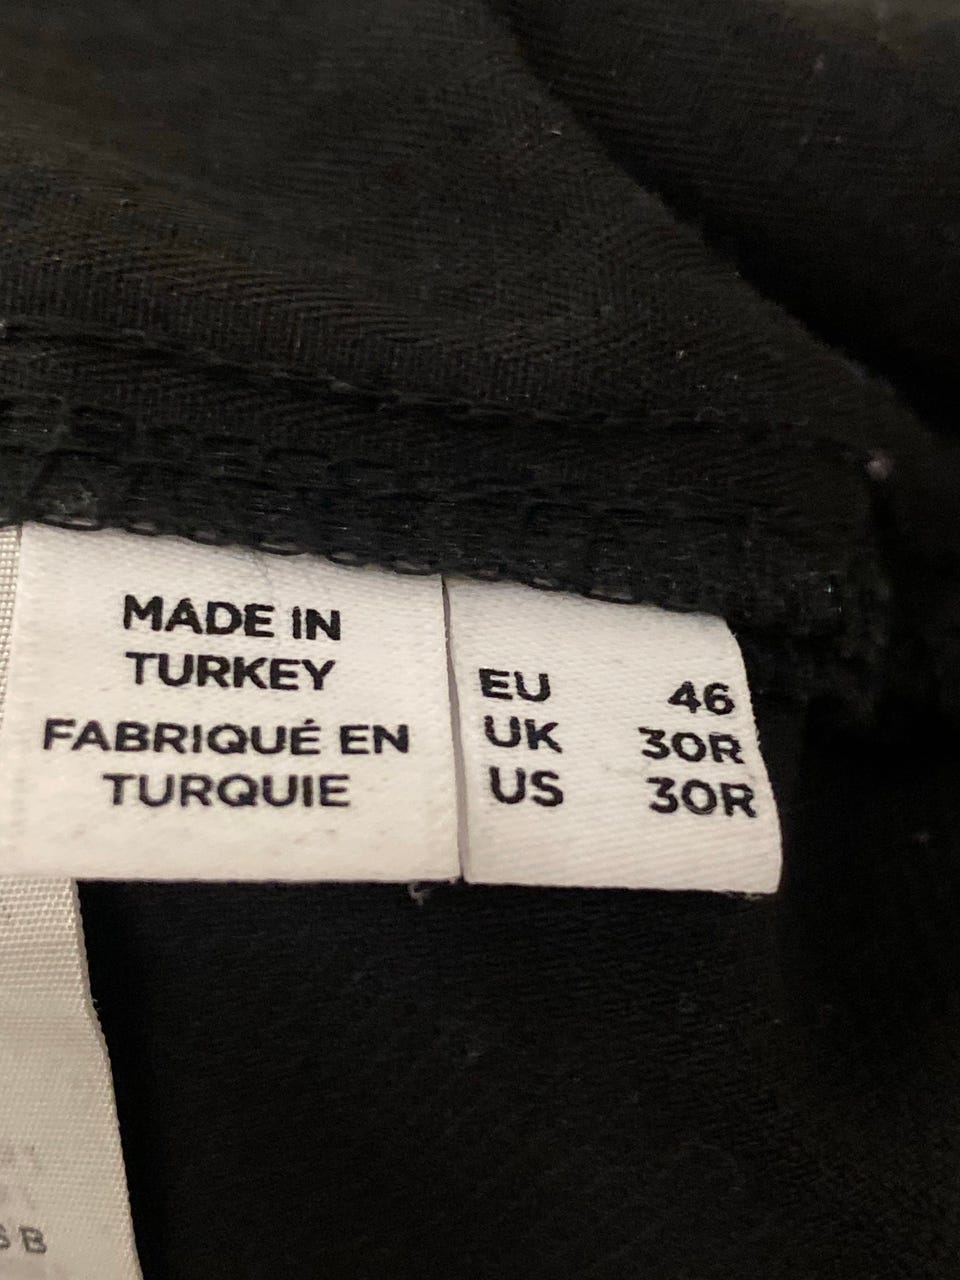 MADE IN
TURKEY
FABRIQUÉ EN
TURQUIE
EU 46
UK 30R
US 30R